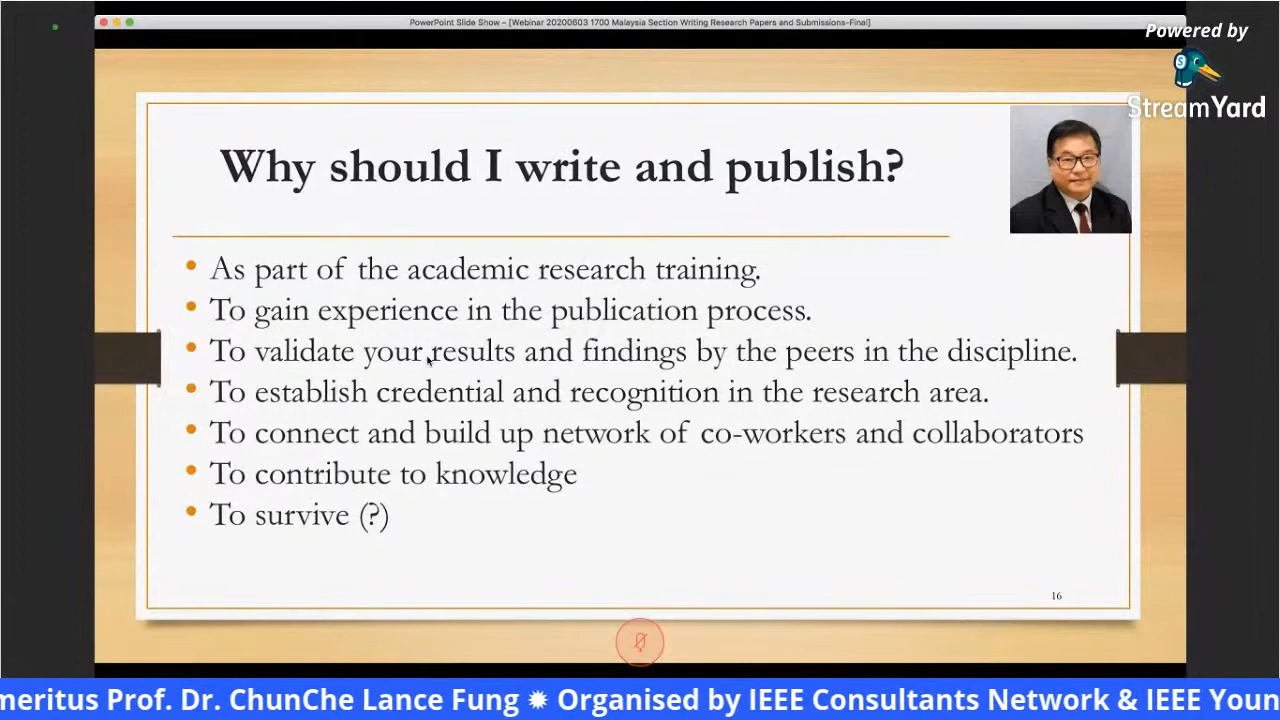 PowerPoint Slide Show – [Webinar 20200603 1700 Malaysia Section Writing Research Papers and Submissions-Final]
Powered by
S
StreamYard
Why should I write and publish?
• As part of the academic research training.
• To gain experience in the publication process.
• To validate your results and findings by the peers in the discipline.
• To establish credential and recognition in the research area.
• To connect and build up network of co-workers and collaborators
• To contribute to knowledge
• To survive (?)
16
meritus Prof. Dr. ChunChe Lance Fung ✹ Organised by IEEE Consultants Network & IEEE Youn